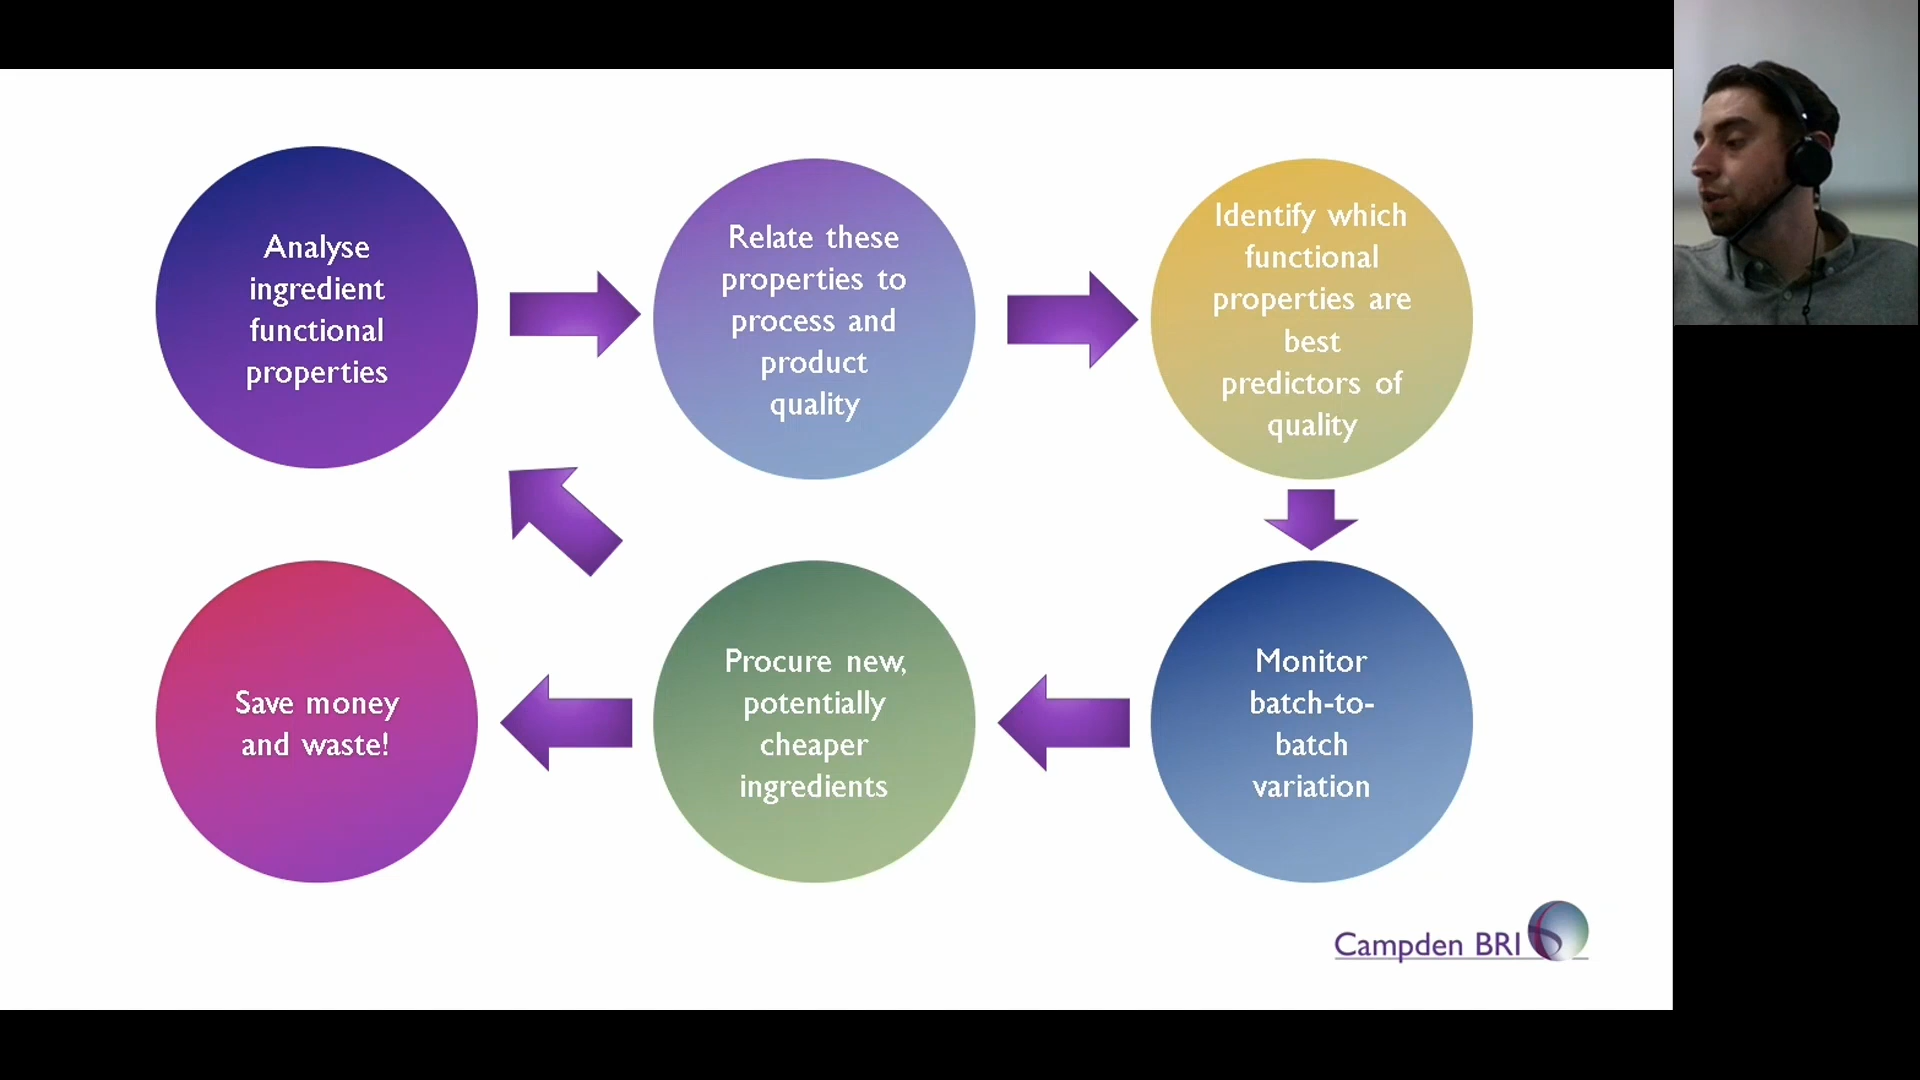 Analyse
ingredient
functional
properties
Relate these
properties to
process and
product
quality
Identify which
functional
properties are
best
predictors of
quality
Monitor
batch-to-
batch
variation
Procure new,
potentially
cheaper
ingredients
Save money
and waste!
Campden BRI